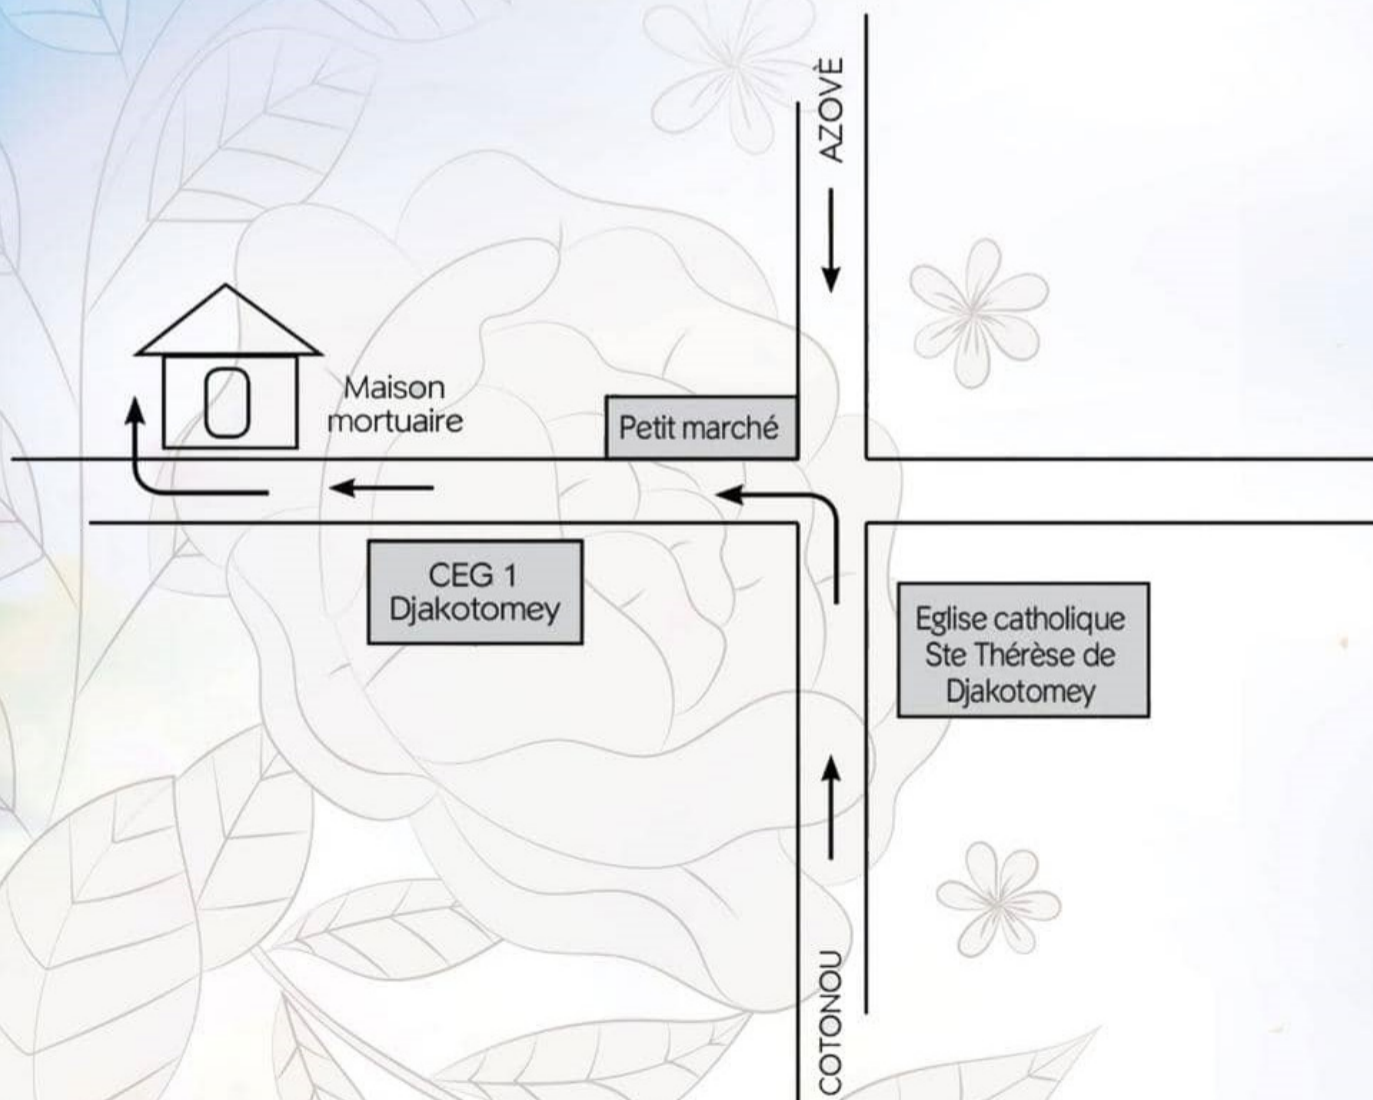 AZOVÈ
Maison
mortuaire
Petit marché
CEG 1
Djakotomey
Eglise catholique
Ste Thérèse de
Djakotomey
COTONOU